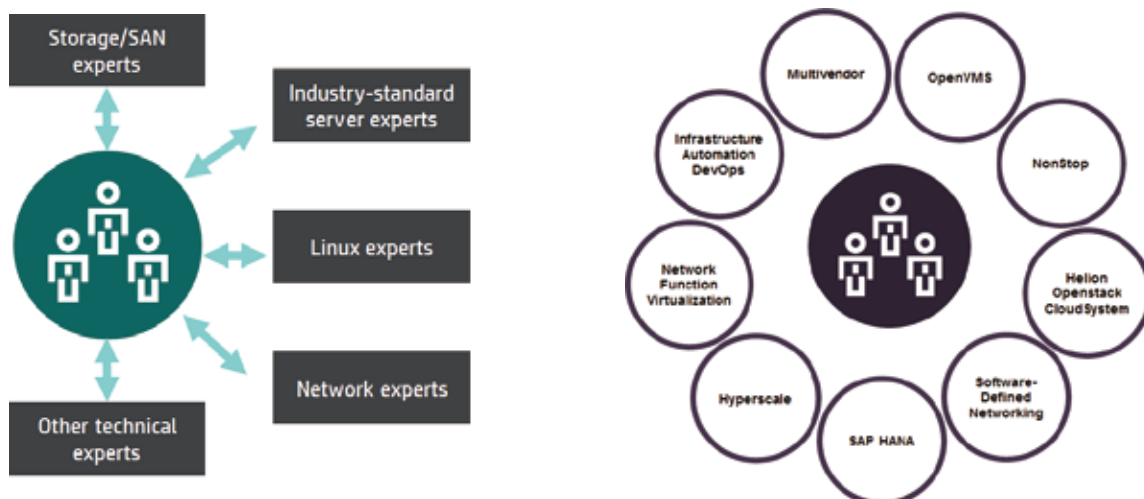 Storage/SAN
experts
Industry-standard
server experts
Linux experts
Network experts
Other technical
experts
Multivendor
OpenVMS
Infrastructure
Automation
DevOps
NonStop
Network
Function
Virtualization
Helion
Openstack
CloudSystem
Hyperscale
Software-
Defined
Networking
SAP HANA